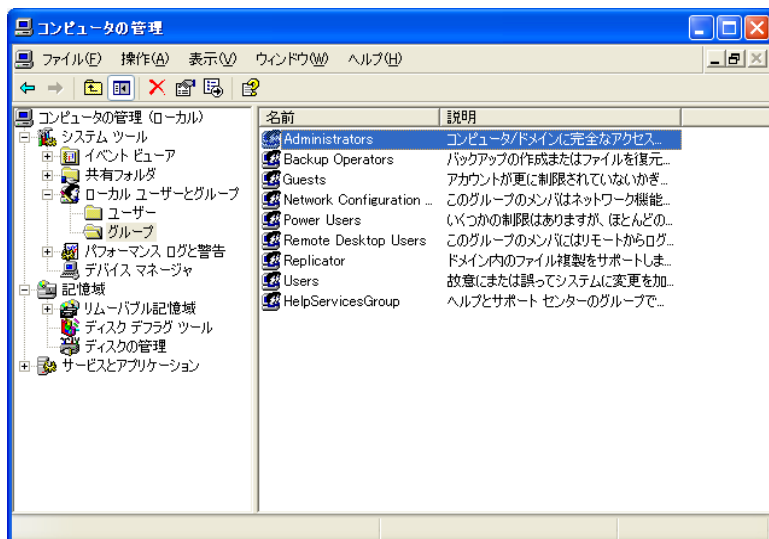 コンピュータの管理
ファイル(F) 操作(A) 表示(V) ウィンドウ(W) ヘルプ(H)
コンピュータの管理 (ローカル)
システム ツール
イベント ビューア
共有フォルダ
ローカル ユーザーとグループ
ユーザー
グループ
パフォーマンス ログと警告
デバイス マネージャ
記憶域
リムーバブル記憶域
ディスク デフラグ ツール
ディスクの管理
サービスとアプリケーション
名前 説明
Administrators コンピュータ/ドメインに完全なアクセス...
Backup Operators バックアップの作成またはファイルを復元...
Guests アカウントが更に制限されていないかぎ...
Network Configuration ... このグループのメンバはネットワーク機能...
Power Users いくつかの制限はありますが、ほとんどの...
Remote Desktop Users このグループのメンバにはリモートからログ...
Replicator ドメイン内のファイル複製をサポートしま...
Users 故意にまたは誤ってシステムに変更を加...
HelpServicesGroup ヘルプとサポート センターのグループで...